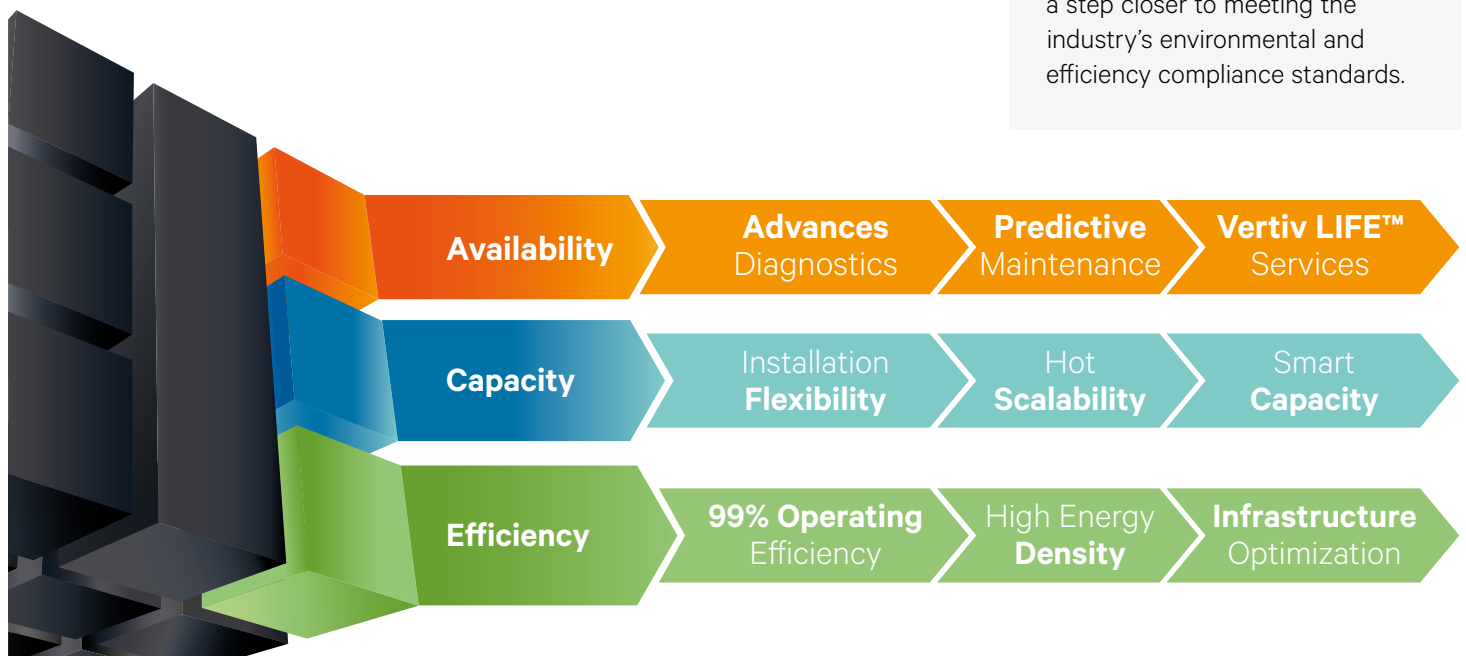 a step closer to meeting the
industry’s environmental and
efficiency compliance standards.
Availability
Advances
Diagnostics
Predictive
Maintenance
Vertiv LIFE™
Services
Capacity
Installation
Flexibility
Hot
Scalability
Smart
Capacity
Efficiency
99% Operating
Efficiency
High Energy
Density
Infrastructure
Optimization